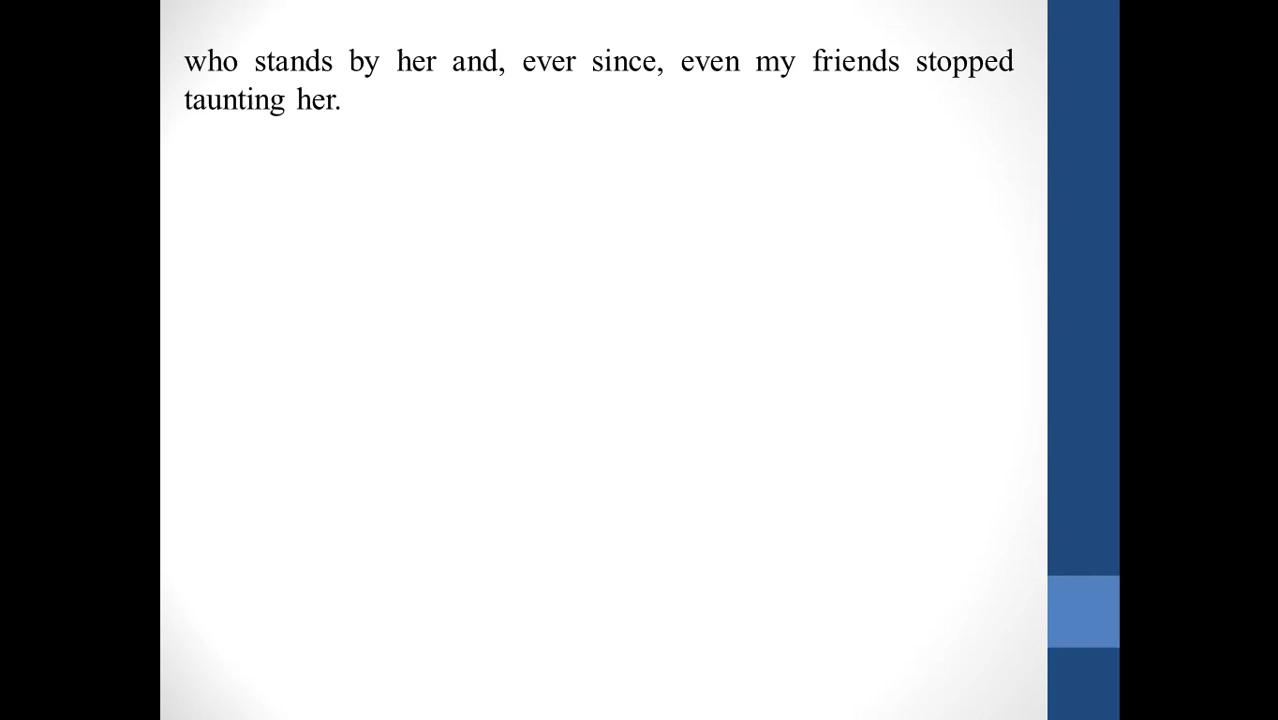 who stands by her and, ever since, even my friends stopped
taunting her.